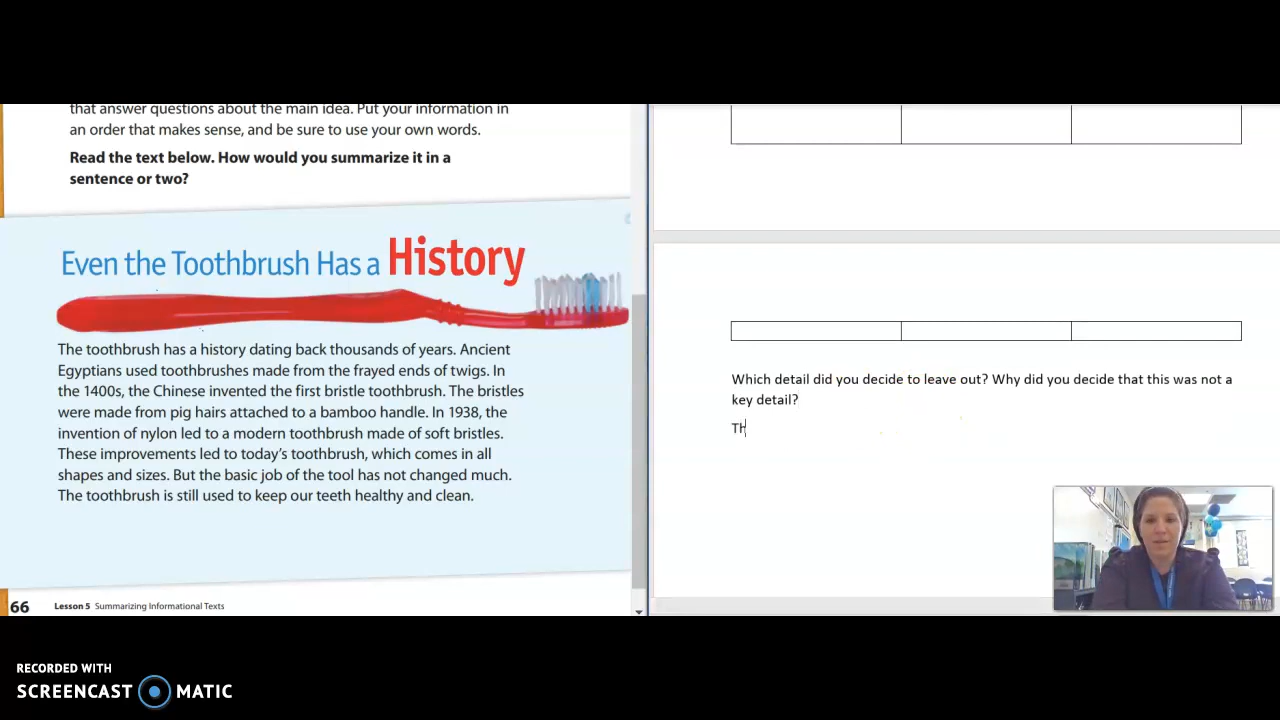 that answer questions about the main idea. Put your information in
an order that makes sense, and be sure to use your own words.
Read the text below. How would you summarize it in a
sentence or two?
Even the Toothbrush Has a History
The toothbrush has a history dating back thousands of years. Ancient
Egyptians used toothbrushes made from the frayed ends of twigs. In
the 1400s, the Chinese invented the first bristle toothbrush. The bristles
were made from pig hairs attached to a bamboo handle. In 1938, the
invention of nylon led to a modern toothbrush made of soft bristles.
These improvements led to today's toothbrush, which comes in all
shapes and sizes. But the basic job of the tool has not changed much.
The toothbrush is still used to keep our teeth healthy and clean.
66 Lesson 5 Summarizing Informational Texts
Which detail did you decide to leave out? Why did you decide that this was not a
key detail?
Th
RECORDED WITH
SCREENCAST MATIC